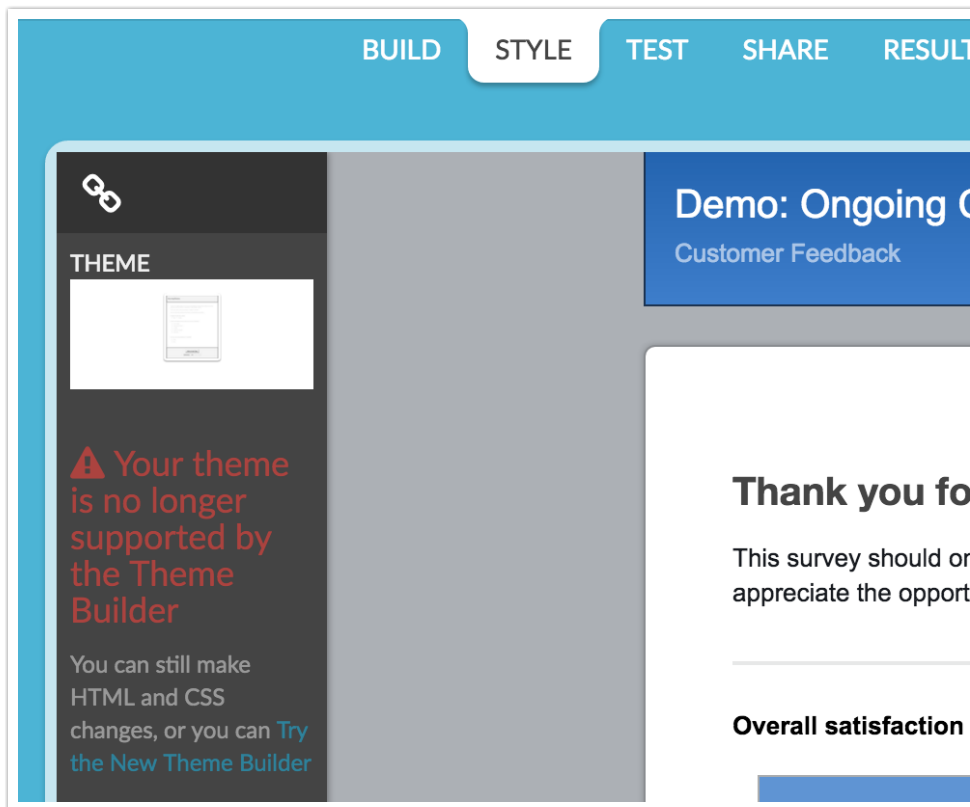 BUILD STYLE TEST SHARE RESULT
THEME
Your theme
is no longer
supported by
the Theme
Builder
You can still make
HTML and CSS
changes, or you can Try
the New Theme Builder
Demo: Ongoing
Customer Feedback
Thank you fo
This survey should or
appreciate the opport
Overall satisfaction